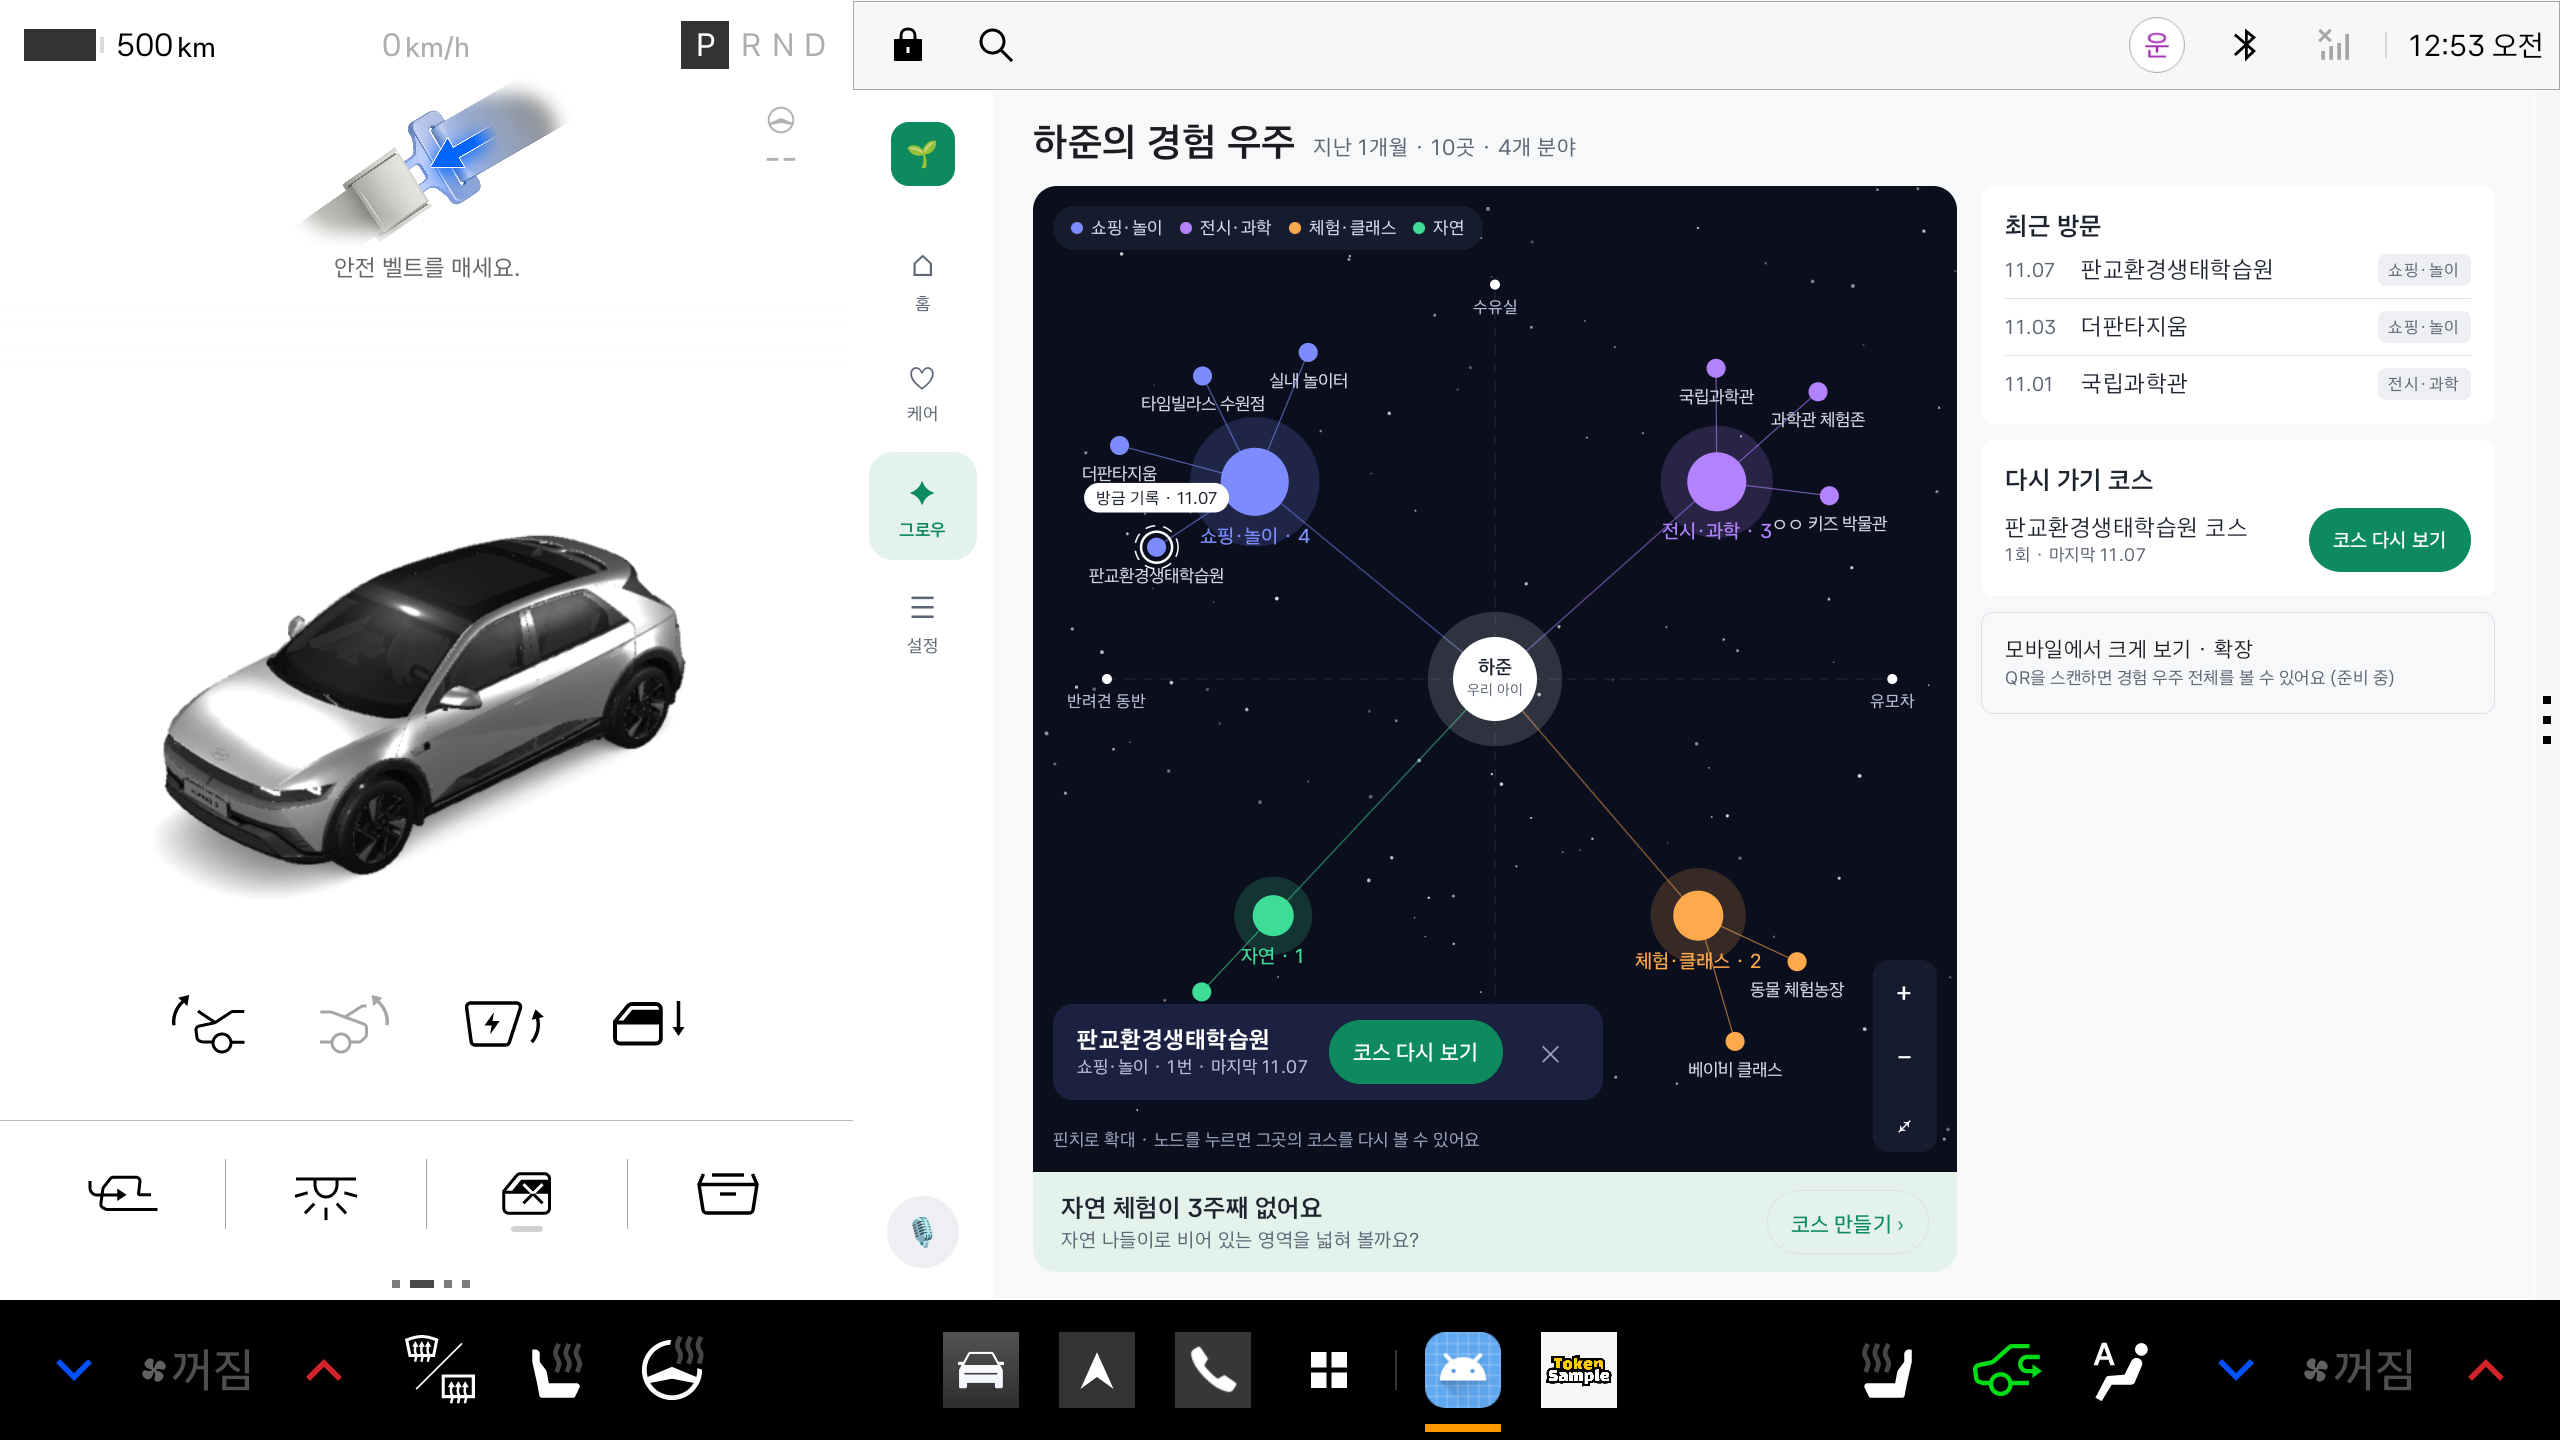 500 km
0 km/h
P R N D
운
12:53 오전
안전 벨트를 매세요.
홈
케어
그로우
설정
하준의 경험 우주
지난 1개월 · 10곳 · 4개 분야
쇼핑·놀이
전시·과학
체험·클래스
자연
수유실
실내 놀이터
타임빌라스 수원점
더판타지움
방금 기록 · 11.07
쇼핑·놀이 · 4
판교환경생태학습원
국립과학관
과학관 체험존
전시·과학 · 3
ㅇㅇ 키즈 박물관
하준
우리 아이
반려견 동반
유모차
자연 · 1
체험·클래스 · 2
동물 체험농장
베이비 클래스
판교환경생태학습원
쇼핑·놀이 · 1번 · 마지막 11.07
코스 다시 보기
핀치로 확대 · 노드를 누르면 그곳의 코스를 다시 볼 수 있어요
자연 체험이 3주째 없어요
자연 나들이로 비어 있는 영역을 넓혀 볼까요?
코스 만들기 ›
최근 방문
11.07 판교환경생태학습원 쇼핑·놀이
11.03 더판타지움 쇼핑·놀이
11.01 국립과학관 전시·과학
다시 가기 코스
판교환경생태학습원 코스
1회 · 마지막 11.07
코스 다시 보기
모바일에서 크게 보기 · 확장
QR을 스캔하면 경험 우주 전체를 볼 수 있어요 (준비 중)
꺼짐
Token
Sample
A
꺼짐